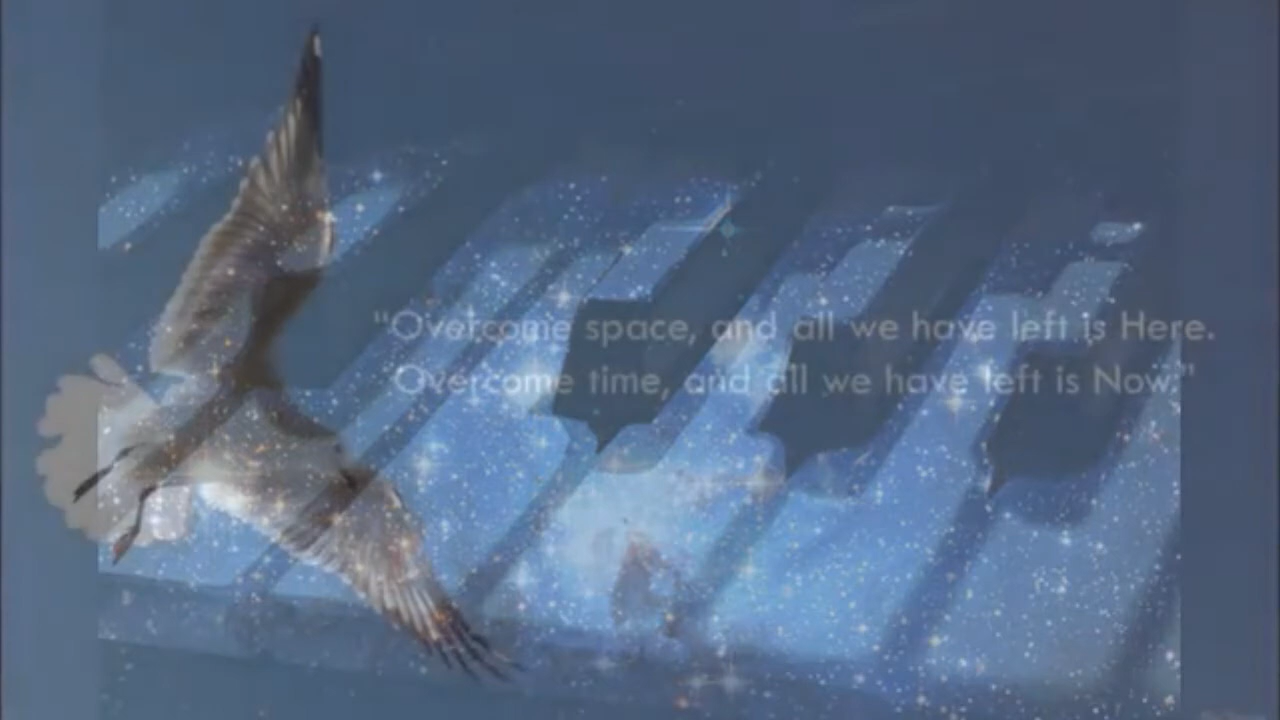 "Overcome space, and all we have left is Here.
Overcome time, and all we have left is Now."